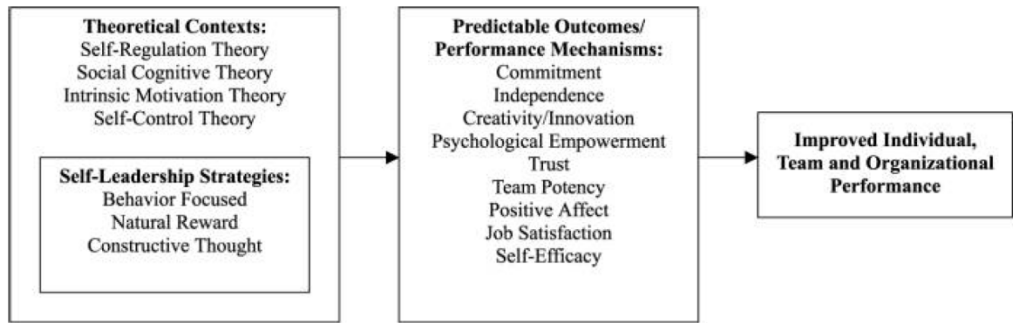 Theoretical Contexts:
Self-Regulation Theory
Social Cognitive Theory
Intrinsic Motivation Theory
Self-Control Theory
Self-Leadership Strategies:
Behavior Focused
Natural Reward
Constructive Thought
Predictable Outcomes/
Performance Mechanisms:
Commitment
Independence
Creativity/Innovation
Psychological Empowerment
Trust
Team Potency
Positive Affect
Job Satisfaction
Self-Efficacy
Improved Individual,
Team and Organizational
Performance